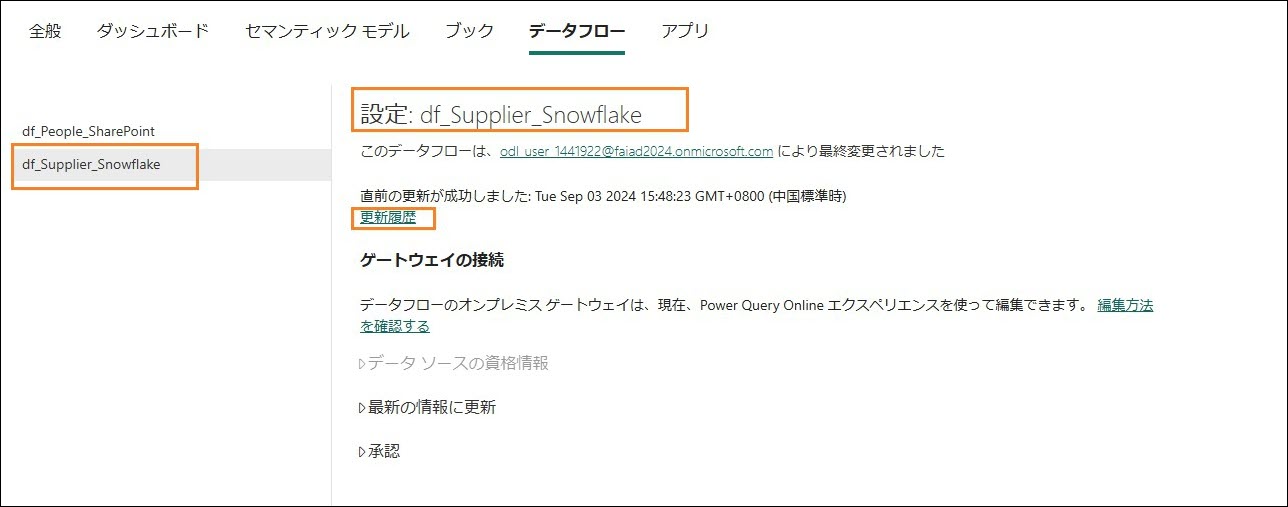 全般 ダッシュボード セマンティック モデル ブック データフロー アプリ
df_People_SharePoint
df_Supplier_Snowflake
設定: df_Supplier_Snowflake
このデータフローは、odl_user_1441922@faiad2024.onmicrosoft.com により最終変更されました
直前の更新が成功しました: Tue Sep 03 2024 15:48:23 GMT+0800 (中国標準時)
更新履歴
ゲートウェイの接続
データフローのオンプレミス ゲートウェイは、現在、Power Query Online エクスペリエンスを使って編集できます。 編集方法
を確認する
データ ソースの資格情報
最新の情報に更新
承認